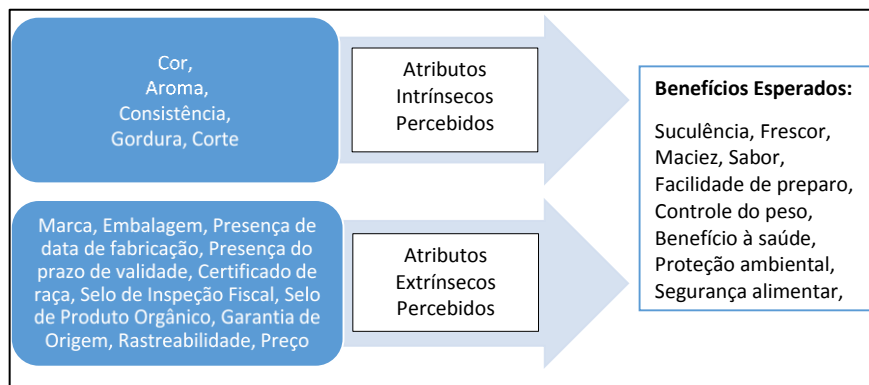 Cor,
Aroma,
Consistência,
Gordura, Corte
Atributos
Intrínsecos
Percebidos
Marca, Embalagem, Presença de
data de fabricação, Presença do
prazo de validade, Certificado de
raça, Selo de Inspeção Fiscal, Selo
de Produto Orgânico, Garantia de
Origem, Rastreabilidade, Preço
Atributos
Extrínsecos
Percebidos
Benefícios Esperados:
Suculência, Frescor,
Maciez, Sabor,
Facilidade de preparo,
Controle do peso,
Benefício à saúde,
Proteção ambiental,
Segurança alimentar,